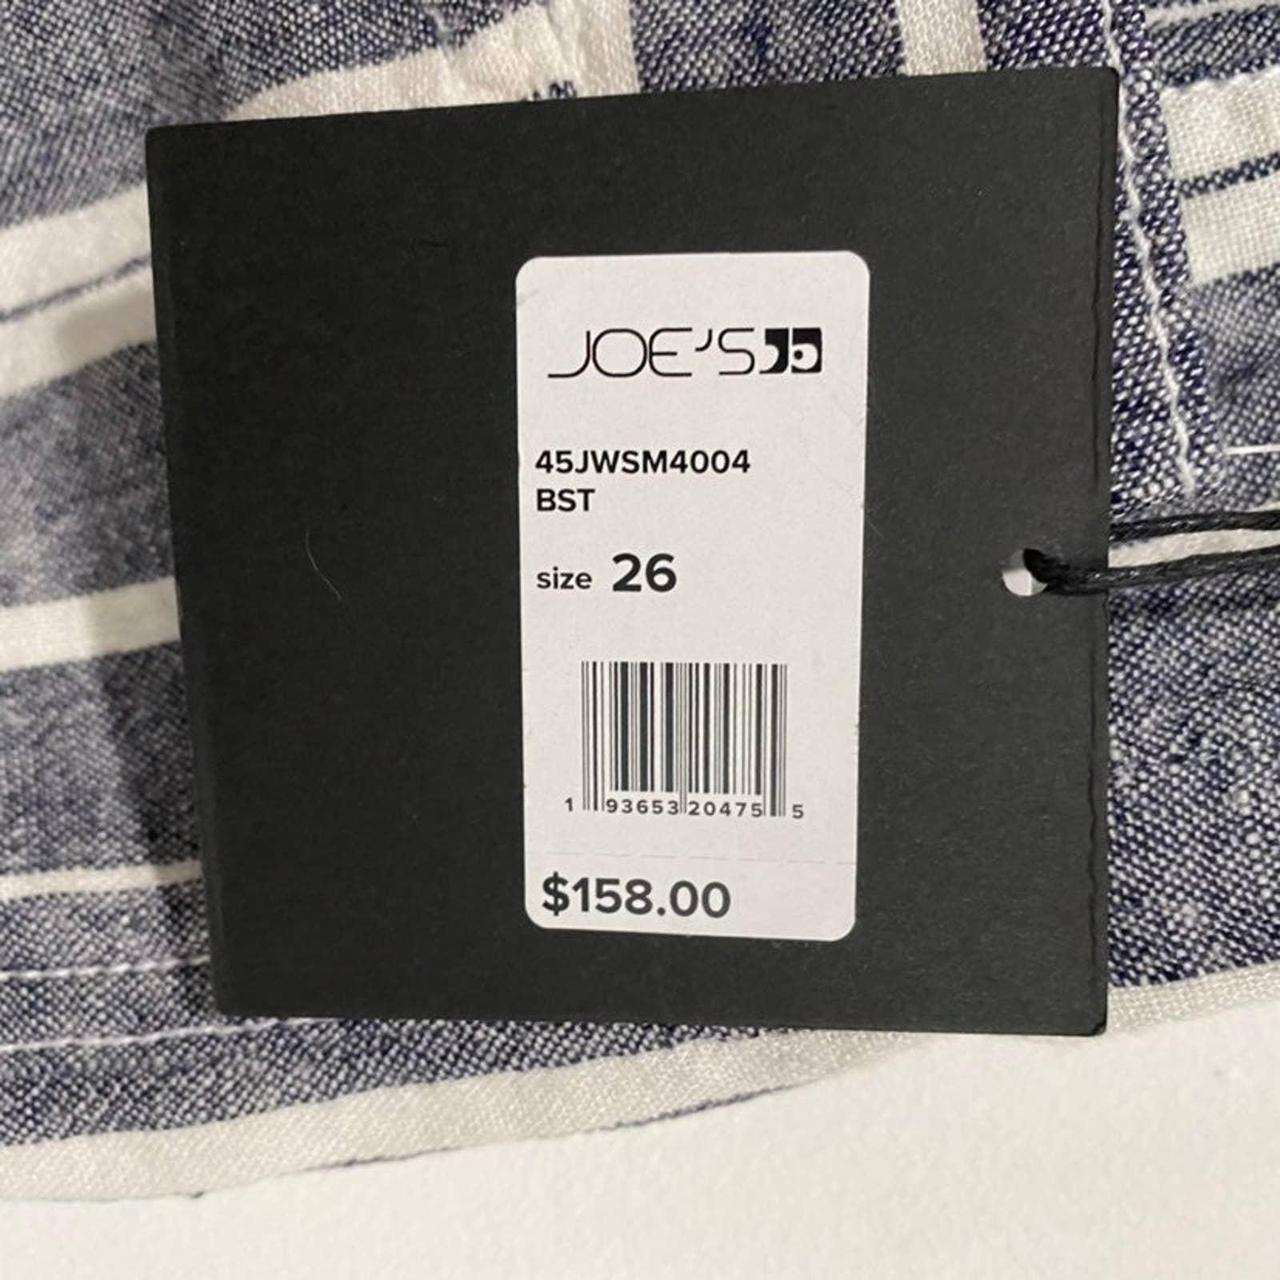 JOE'S
45JWSM4004
BST
size 26
1 93653 20475 5
$158.00